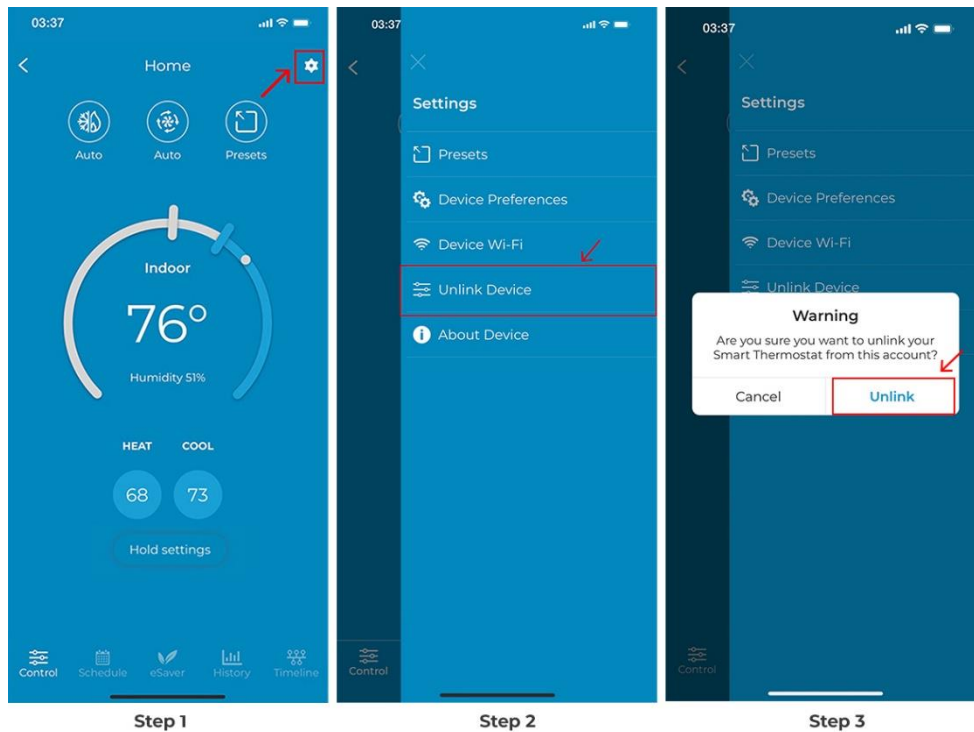 03:37
Home
Auto
Auto
Presets
Indoor
76°
Humidity 51%
HEAT COOL
68 73
Hold settings
Control Schedule eSaver History Timeline
Step 1
03:37
Settings
Presets
Device Preferences
Device Wi-Fi
Unlink Device
About Device
Control
Step 2
03:37
Settings
Presets
Device Preferences
Device Wi-Fi
Unlink Device
Warning
Are you sure you want to unlink your
Smart Thermostat from this account?
Cancel Unlink
Control
Step 3